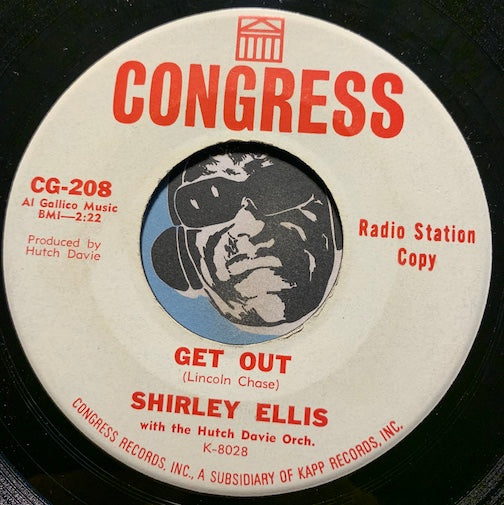 CONGRESS
CG-208
Al Gallico Music
BMI—2:22
Produced by
Hutch Davie
Radio Station
Copy
GET OUT
(Lincoln Chase)
SHIRLEY ELLIS
with the Hutch Davie Orch.
K-8028
CONGRESS RECORDS, INC., A SUBSIDIARY OF KAPP RECORDS, INC.